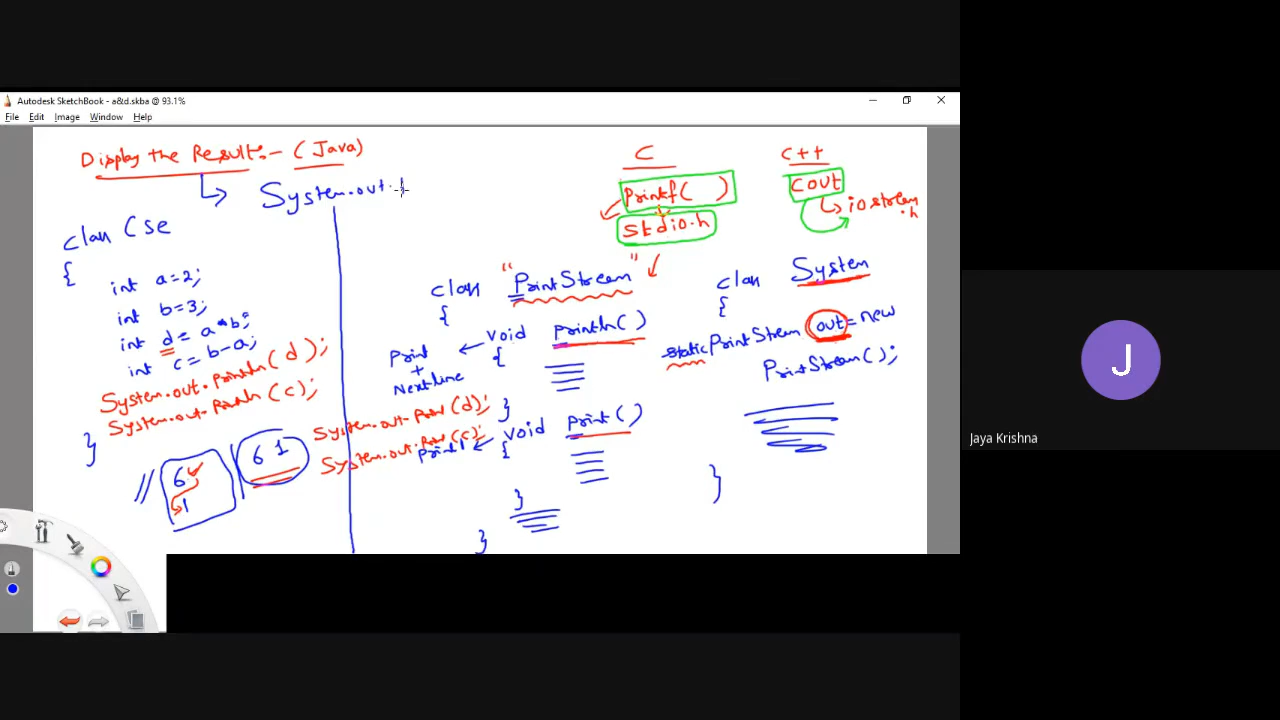 Autodesk SketchBook - a&d.skba @ 93.1%
File Edit Image Window Help
Display the Result:- (Java)
System.out.
class Cse
{
int a=2;
int b=3;
int d = a*b;
int c = b-a;
System.out.println(d);
System.out.println(c);
}
// 6
1
6 1
System.out.print(d);
System.out.print(c);
C
printf( )
stdio.h
C++
cout
iostream
.h
class "PrintStream"
{
void println()
{
Print
+
Nextline
}
void print()
{
print
}
}
class System
{
static PrintStream out = new
PrintStream();
}
J
Jaya Krishna